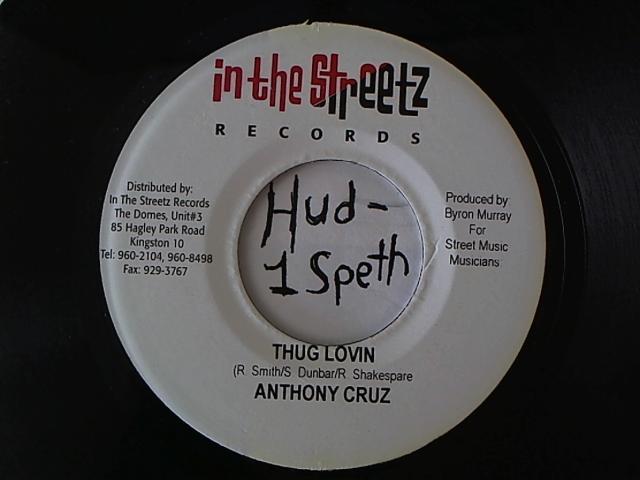 in the Streetz
RECORDS
Distributed by:
In The Streetz Records
The Domes, Unit#3
85 Hagley Park Road
Kingston 10
Tel: 960-2104, 960-8498
Fax: 929-3767
Hud-
1 Speth
Produced by
Byron Murray
For
Street Music
Musicians
THUG LOVIN
(R Smith/S Dunbar/R Shakespare
ANTHONY CRUZ